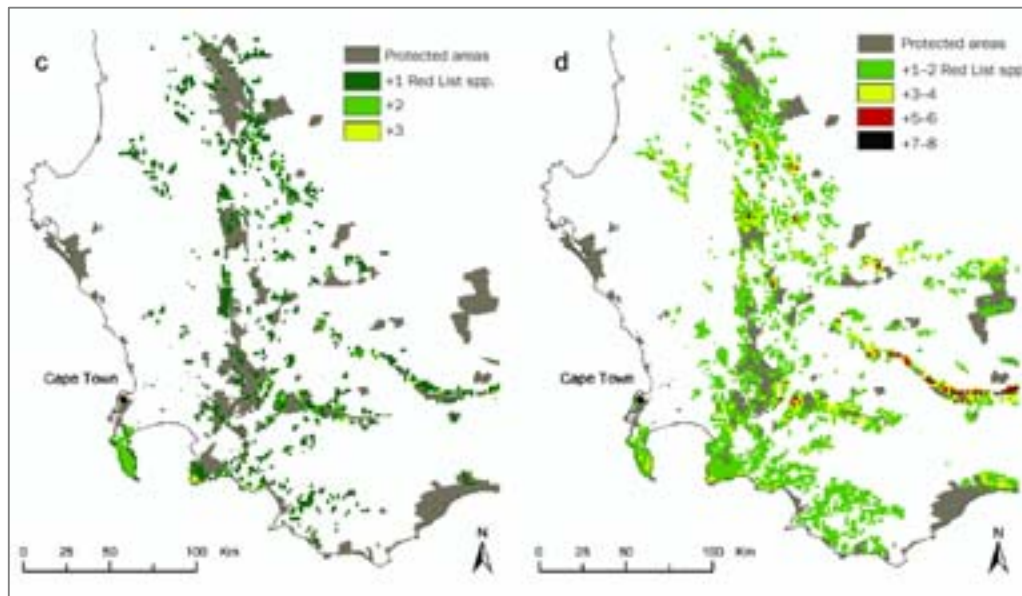 c
Protected areas
+1 Red List spp.
+2
+3
Cape Town
0 25 50 100 Km
N
d
Protected areas
+1–2 Red List spp.
+3–4
+5–6
+7–8
Cape Town
0 25 50 100 Km
N